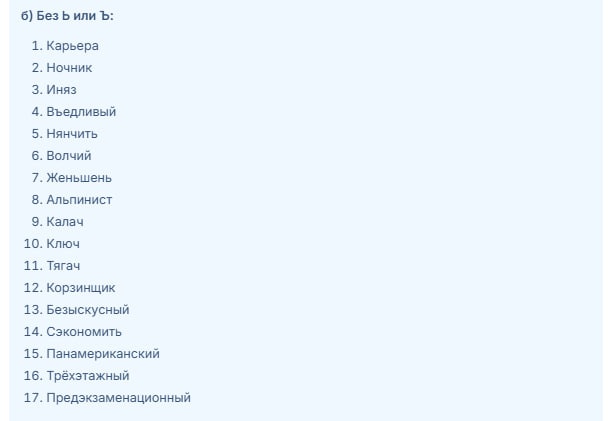 б) Без Ь или Ъ:
1. Карьера
2. Ночник
3. Иняз
4. Въедливый
5. Нянчить
6. Волчий
7. Женьшень
8. Альпинист
9. Калач
10. Ключ
11. Тягач
12. Корзинщик
13. Безыскусный
14. Сэкономить
15. Панамериканский
16. Трёхэтажный
17. Предэкзаменационный